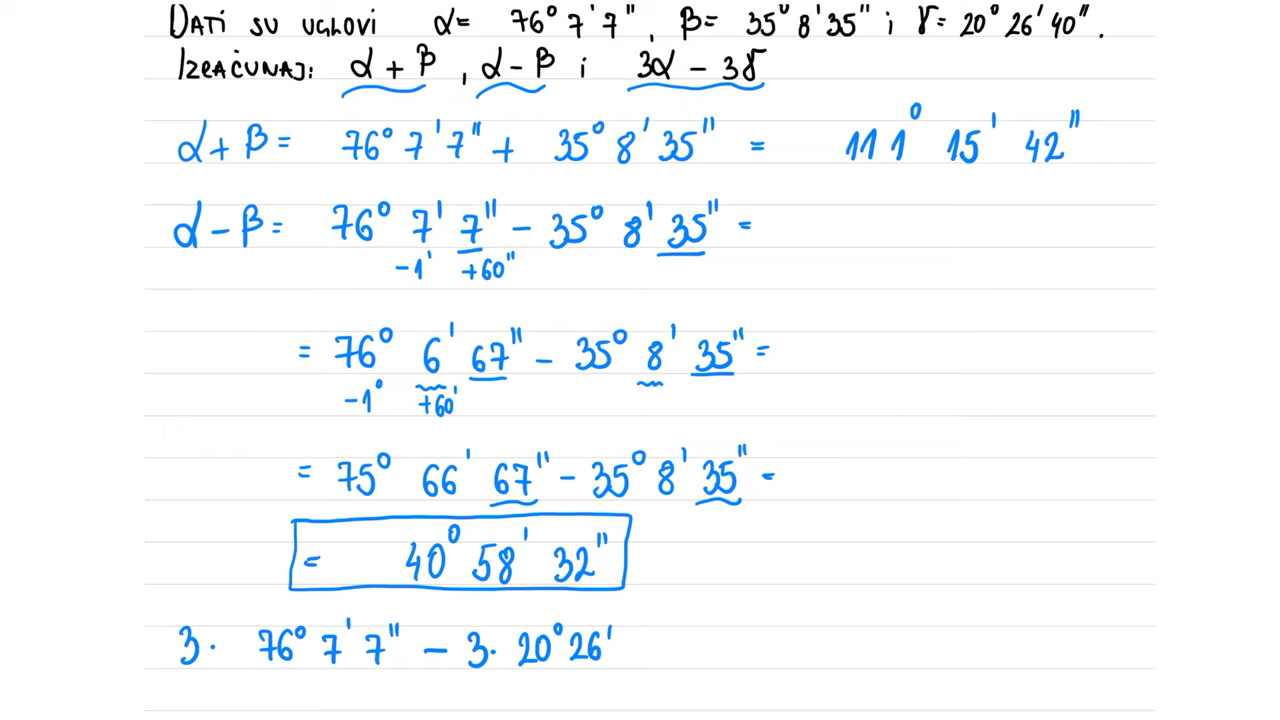 DATI SU UGLOVI α= 76° 7' 7", β= 35° 8' 35" i γ= 20° 26' 40".
IZRAČUNAJ: α + β , α - β i 3α - 3γ
α + β = 76° 7' 7" + 35° 8' 35" = 111° 15' 42"
α - β = 76° 7' 7" - 35° 8' 35" =
-1' +60"
= 76° 6' 67" - 35° 8' 35" =
-1° +60'
= 75° 66' 67" - 35° 8' 35" =
= 40° 58' 32"
3 · 76° 7' 7" - 3 · 20° 26'